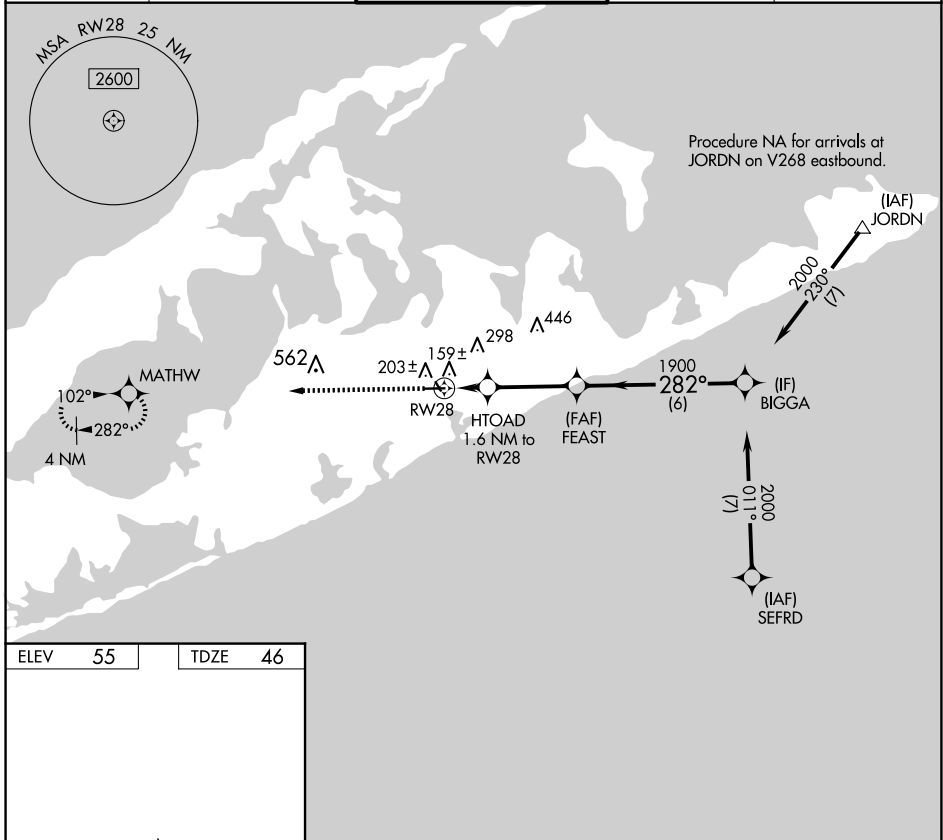 MSA RW28 25 NM
2600
Procedure NA for arrivals at
JORDN on V268 eastbound.
(IAF)
JORDN
2000
230°
(7)
446
298
159±
203±
562
MATHW
102°
282°
4 NM
RW28
HTOAD
1.6 NM to
RW28
(FAF)
FEAST
1900
282°
(6)
(IF)
BIGGA
2000
011°
(7)
(IAF)
SEFRD
ELEV 55
TDZE 46